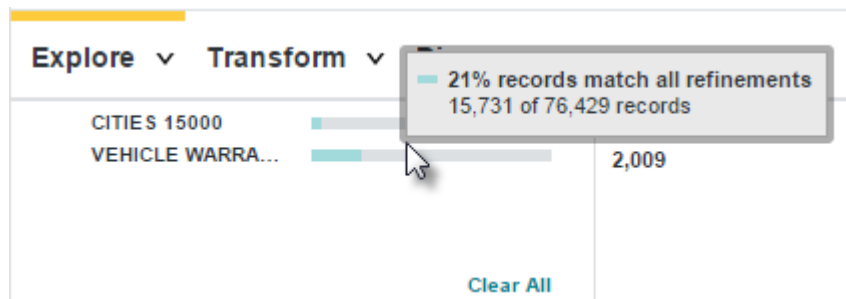 Explore Transform
21% records match all refinements
15,731 of 76,429 records
CITIES 15000
VEHICLE WARRA...
2,009
Clear All